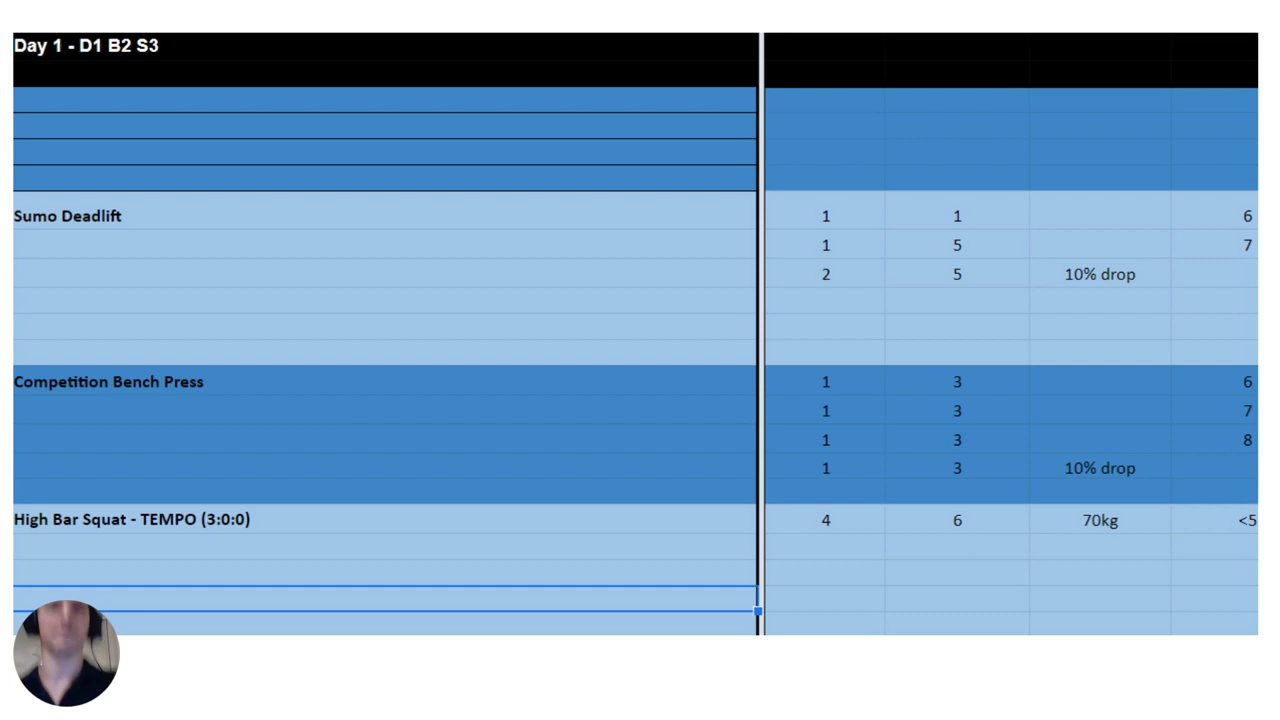 Day 1 - D1 B2 S3
Sumo Deadlift 1 1 6
1 5 7
2 5 10% drop
Competition Bench Press 1 3 6
1 3 7
1 3 8
1 3 10% drop
High Bar Squat - TEMPO (3:0:0) 4 6 70kg <5